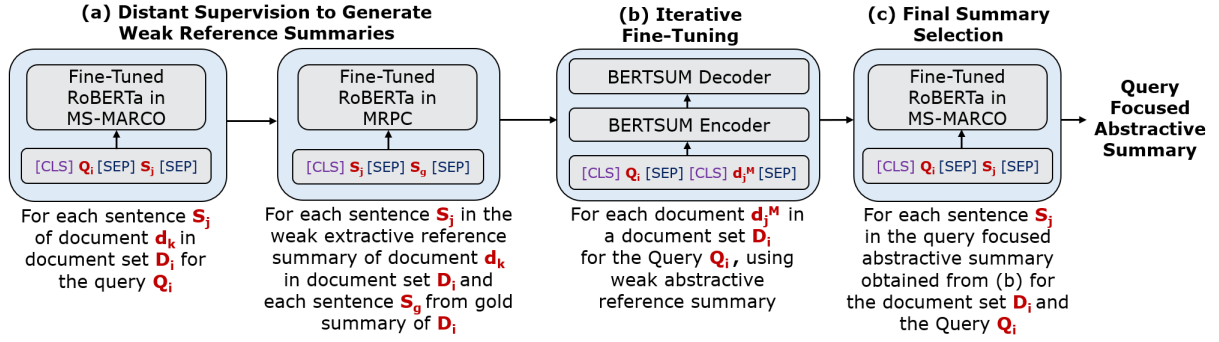 (a) Distant Supervision to Generate
Weak Reference Summaries
Fine-Tuned
RoBERTa in
MS-MARCO
[CLS] Qi [SEP] Sj [SEP]
For each sentence Sj
of document dk in
document set Di for
the query Qi
Fine-Tuned
RoBERTa in
MRPC
[CLS] Sj [SEP] Sg [SEP]
For each sentence Sj in the
weak extractive reference
summary of document dk
in document set Di and
each sentence Sg from gold
summary of Di
(b) Iterative
Fine-Tuning
BERTSUM Decoder
BERTSUM Encoder
[CLS] Qi [SEP] [CLS] djM [SEP]
For each document djM in
a document set Di
for the Query Qi, using
weak abstractive
reference summary
(c) Final Summary
Selection
Fine-Tuned
RoBERTa in
MS-MARCO
[CLS] Qi [SEP] Sj [SEP]
For each sentence Sj
in the query focused
abstractive summary
obtained from (b) for
the document set Di and
the Query Qi
Query
Focused
Abstractive
Summary